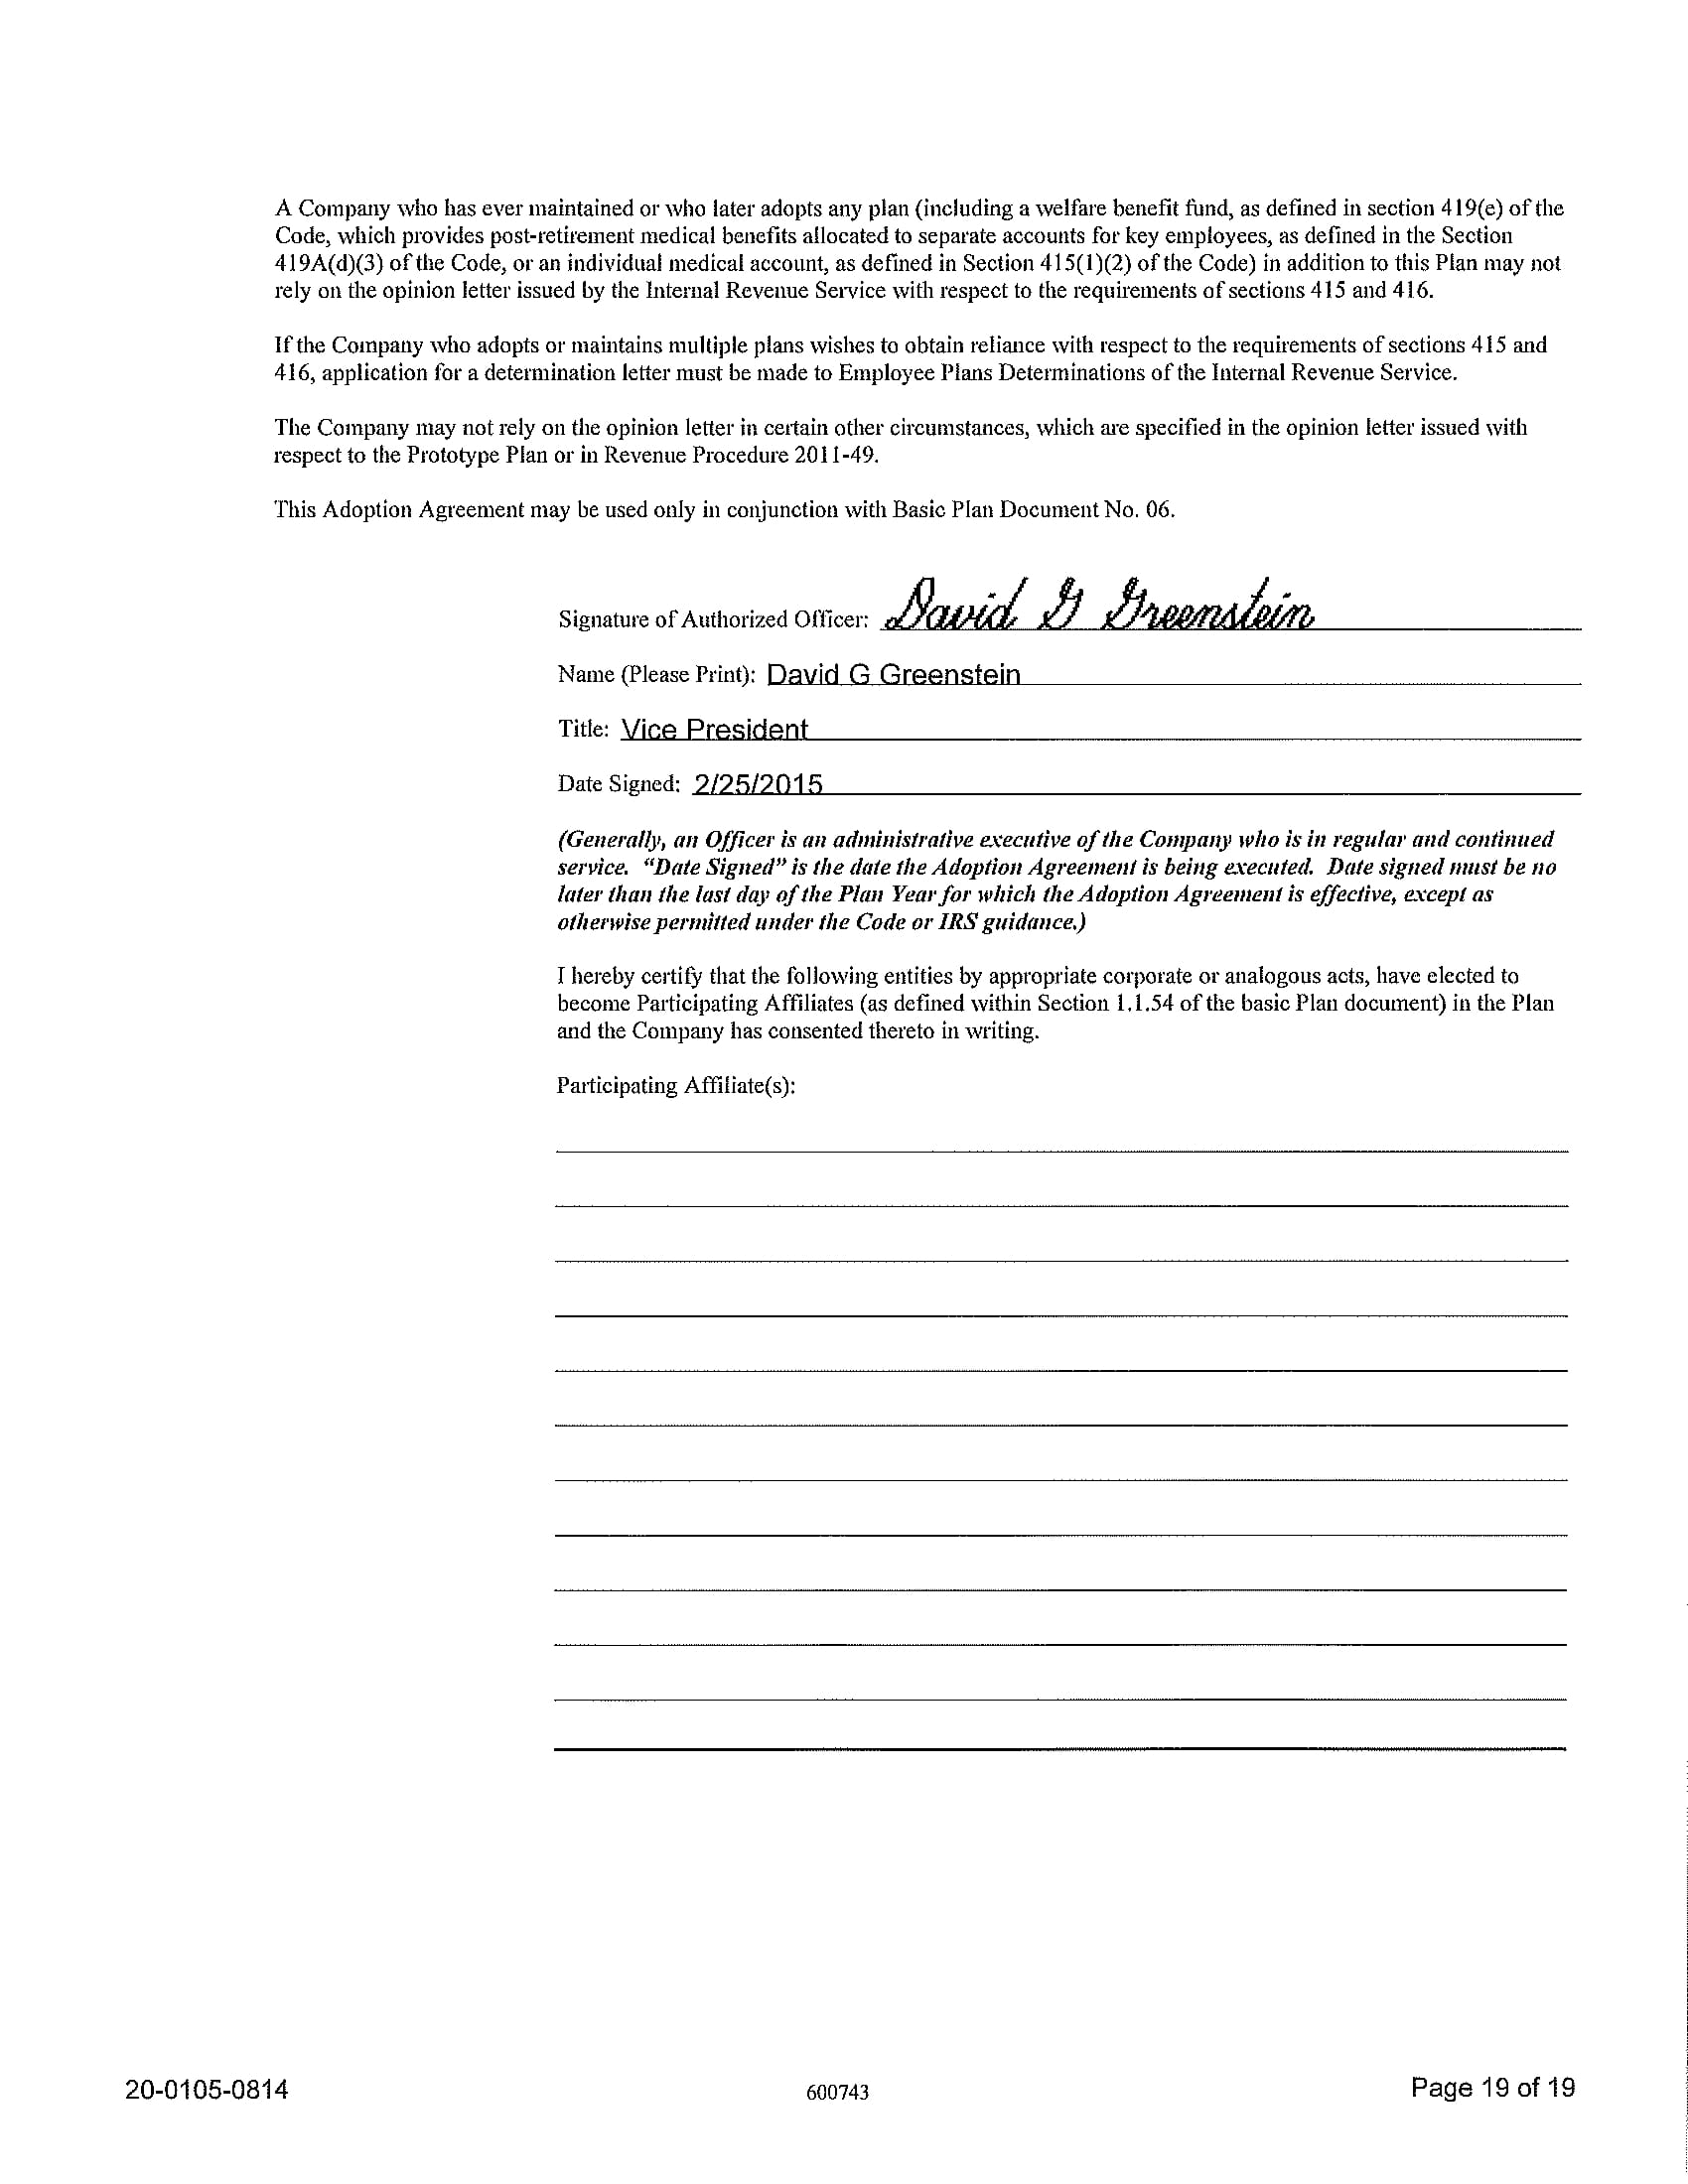 A Company who has ever maintained or who later adopts any plan (including a welfare benefit fund, as defined in section 419(e) of the
Code, which provides post-retirement medical benefits allocated to separate accounts for key employees, as defined in the Section
419A(d)(3) of the Code, or an individual medical account, as defined in Section 415(l)(2) of the Code) in addition to this Plan may not
rely on the opinion letter issued by the Internal Revenue Service with respect to the requirements of sections 415 and 416.
If the Company who adopts or maintains multiple plans wishes to obtain reliance with respect to the requirements of sections 415 and
416, application for a determination letter must be made to Employee Plans Determinations of the Internal Revenue Service.
The Company may not rely on the opinion letter in certain other circumstances, which are specified in the opinion letter issued with
respect to the Prototype Plan or in Revenue Procedure 2011-49.
This Adoption Agreement may be used only in conjunction with Basic Plan Document No. 06.
Signature of Authorized Officer: David G Greenstein
Name (Please Print): David G Greenstein
Title: Vice President
Date Signed: 2/25/2015
(Generally, an Officer is an administrative executive of the Company who is in regular and continued
service. “Date Signed” is the date the Adoption Agreement is being executed. Date signed must be no
later than the last day of the Plan Year for which the Adoption Agreement is effective, except as
otherwise permitted under the Code or IRS guidance.)
I hereby certify that the following entities by appropriate corporate or analogous acts, have elected to
become Participating Affiliates (as defined within Section 1.1.54 of the basic Plan document) in the Plan
and the Company has consented thereto in writing.
Participating Affiliate(s):
20-0105-0814
600743
Page 19 of 19